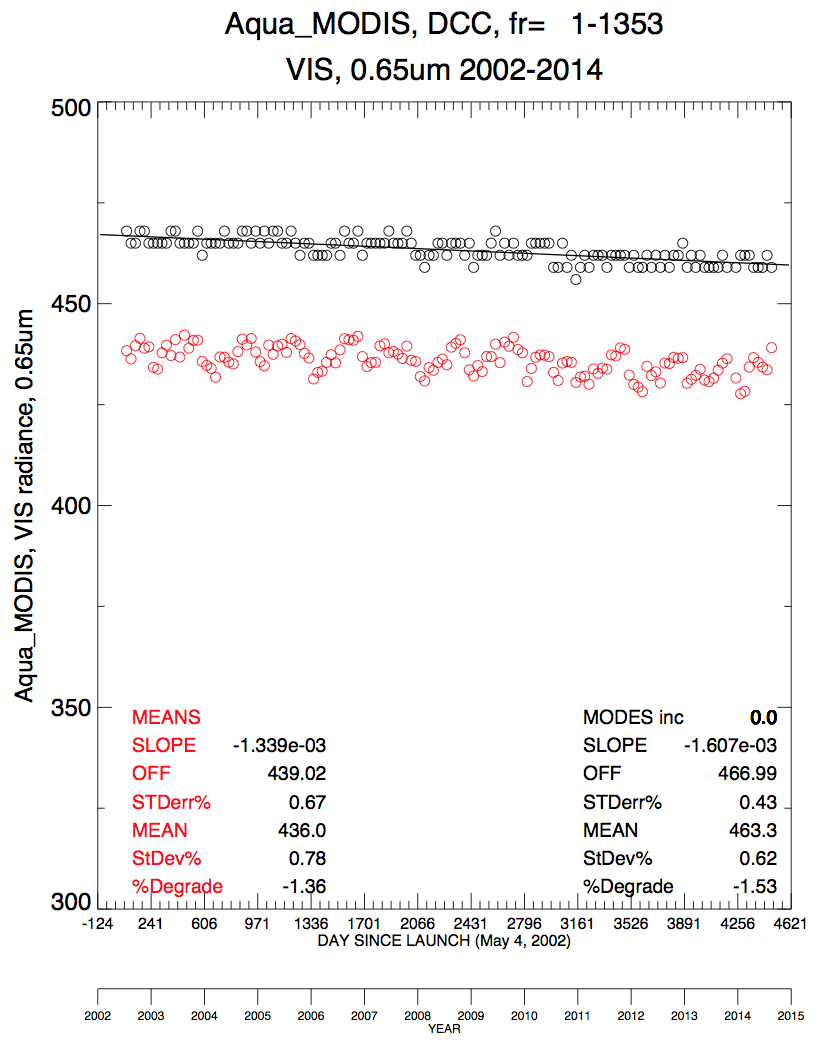 Aqua_MODIS, DCC, fr= 1-1353
VIS, 0.65um 2002-2014
Aqua_MODIS, VIS radiance, 0.65um
500
450
400
350
300
MEANS
SLOPE -1.339e-03
OFF 439.02
STDerr% 0.67
MEAN 436.0
StDev% 0.78
%Degrade -1.36
MODES inc 0.0
SLOPE -1.607e-03
OFF 466.99
STDerr% 0.43
MEAN 463.3
StDev% 0.62
%Degrade -1.53
-124 241 606 971 1336 1701 2066 2431 2796 3161 3526 3891 4256 4621
DAY SINCE LAUNCH (May 4, 2002)
2002 2003 2004 2005 2006 2007 2008 2009 2010 2011 2012 2013 2014 2015
YEAR